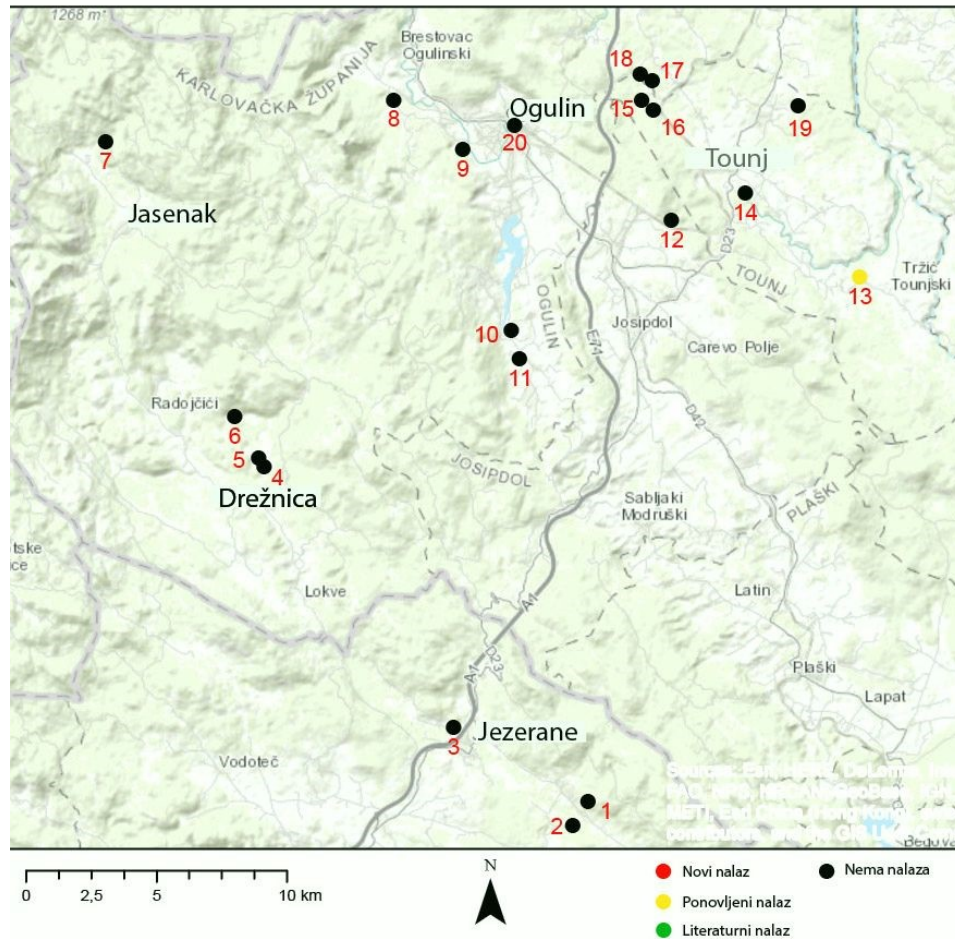 1268 m
Brestovac
Ogulinski
KARLOVAČKA ŽUPANIJA
18
17
8
Ogulin
15
16
19
20
7
9
Tounj
Jasenak
14
12
D23
TOUNJ
Tržić
Tounjski
13
OGULIN
10
E71
Josipdol
11
Carevo Polje
Radojčići
D42
6
5
4
JOSIPDOL
Drežnica
Sabljaki
Modruški
PLAŠKI
Lokve
Latin
A1
D23
Plaški
A1
Lapat
Jezerane
3
Vodoteč
1
2
0
2,5
5
10 km
N
Novi nalaz
Nema nalaza
Ponovljeni nalaz
Literaturni nalaz